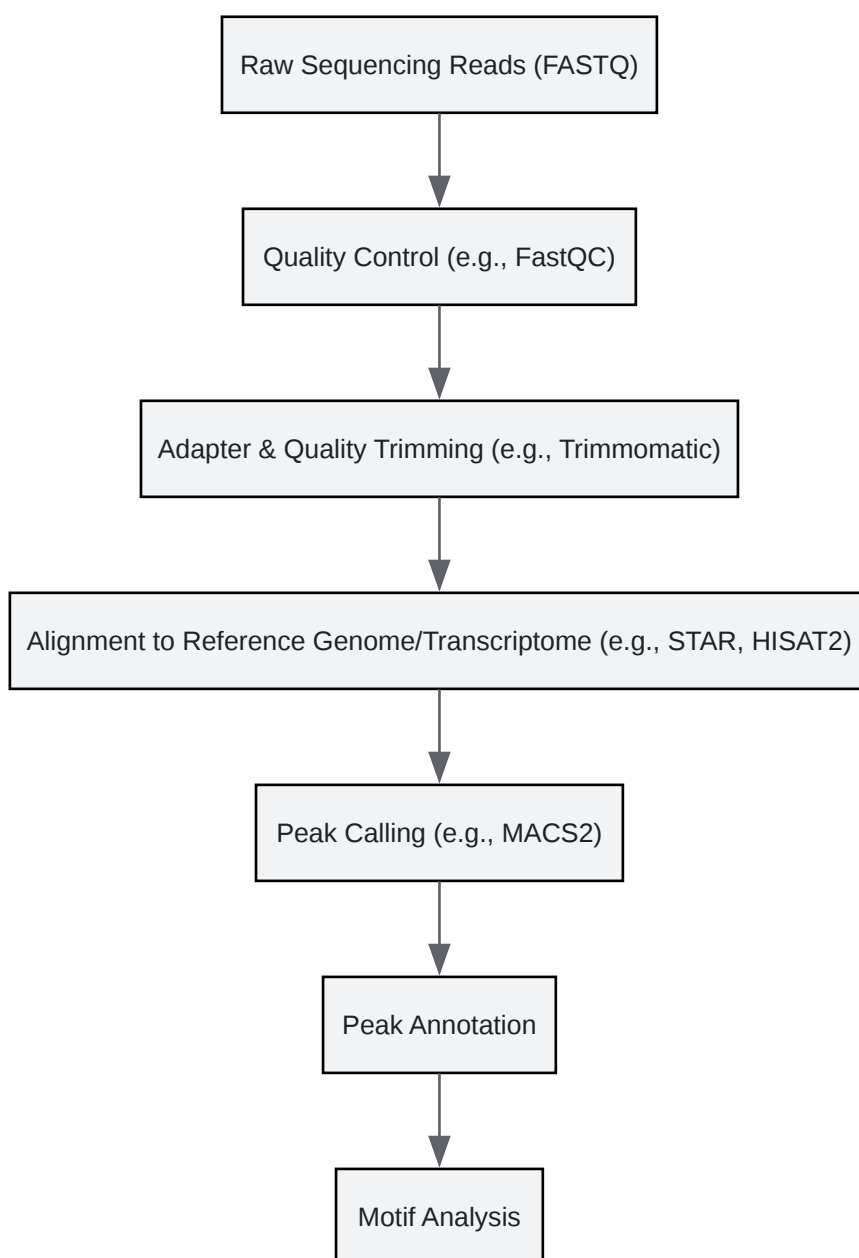 Raw Sequencing Reads (FASTQ)
Quality Control (e.g., FastQC)
Adapter & Quality Trimming (e.g., Trimmomatic)
Alignment to Reference Genome/Transcriptome (e.g., STAR, HISAT2)
Peak Calling (e.g., MACS2)
Peak Annotation
Motif Analysis